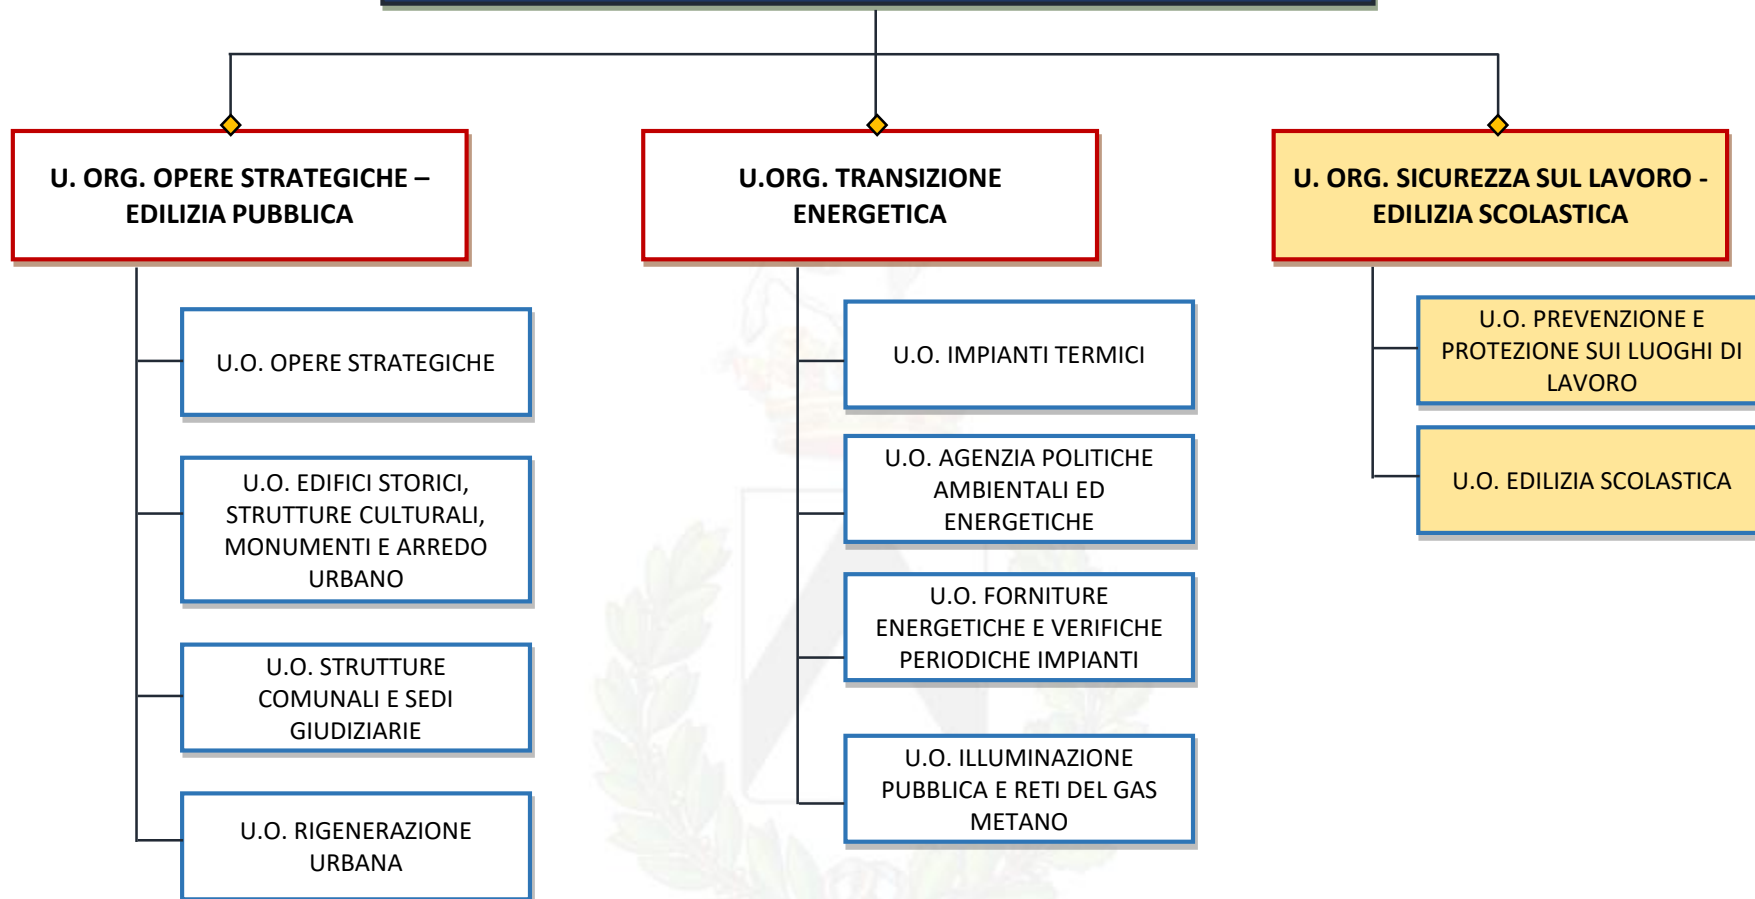 U. ORG. OPERE STRATEGICHE –
EDILIZIA PUBBLICA
U.O. OPERE STRATEGICHE
U.O. EDIFICI STORICI,
STRUTTURE CULTURALI,
MONUMENTI E ARREDO
URBANO
U.O. STRUTTURE
COMUNALI E SEDI
GIUDIZIARIE
U.O. RIGENERAZIONE
URBANA
U.ORG. TRANSIZIONE
ENERGETICA
U.O. IMPIANTI TERMICI
U.O. AGENZIA POLITICHE
AMBIENTALI ED
ENERGETICHE
U.O. FORNITURE
ENERGETICHE E VERIFICHE
PERIODICHE IMPIANTI
U.O. ILLUMINAZIONE
PUBBLICA E RETI DEL GAS
METANO
U. ORG. SICUREZZA SUL LAVORO -
EDILIZIA SCOLASTICA
U.O. PREVENZIONE E
PROTEZIONE SUI LUOGHI DI
LAVORO
U.O. EDILIZIA SCOLASTICA